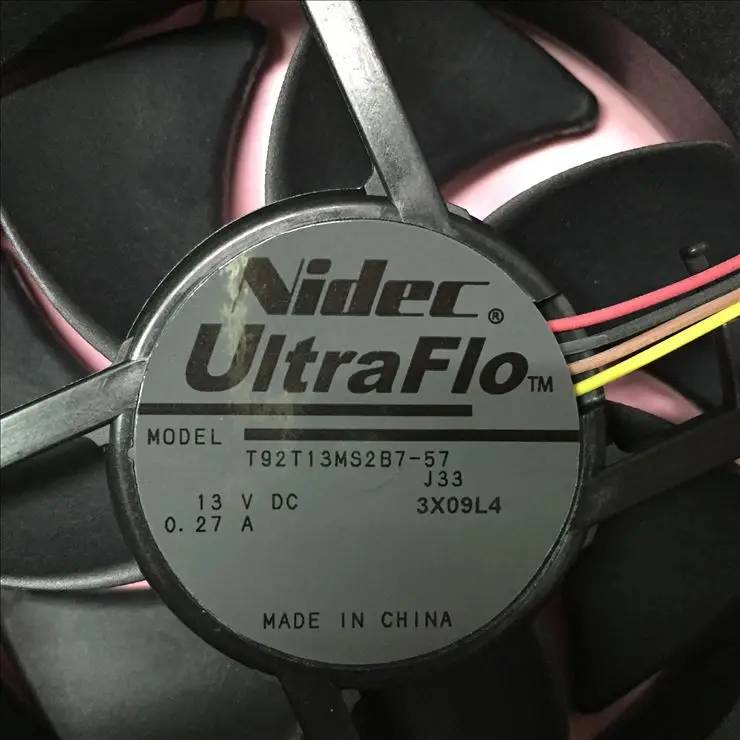 Nidec®
UltraFlo™
MODEL
T92T13MS2B7-57
J33
13 V DC 3X09L4
0.27 A
MADE IN CHINA